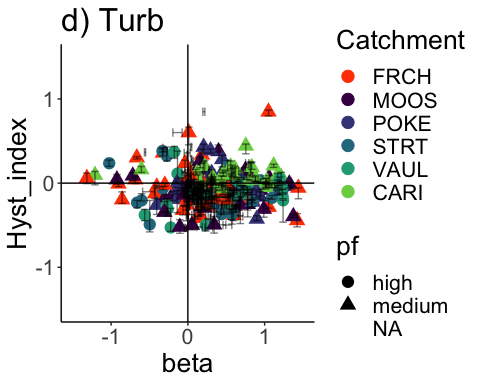 d) Turb
Hyst_index
1
0
-1
-1
0
1
beta
Catchment
FRCH
MOOS
POKE
STRT
VAUL
CARI
pf
high
medium
NA